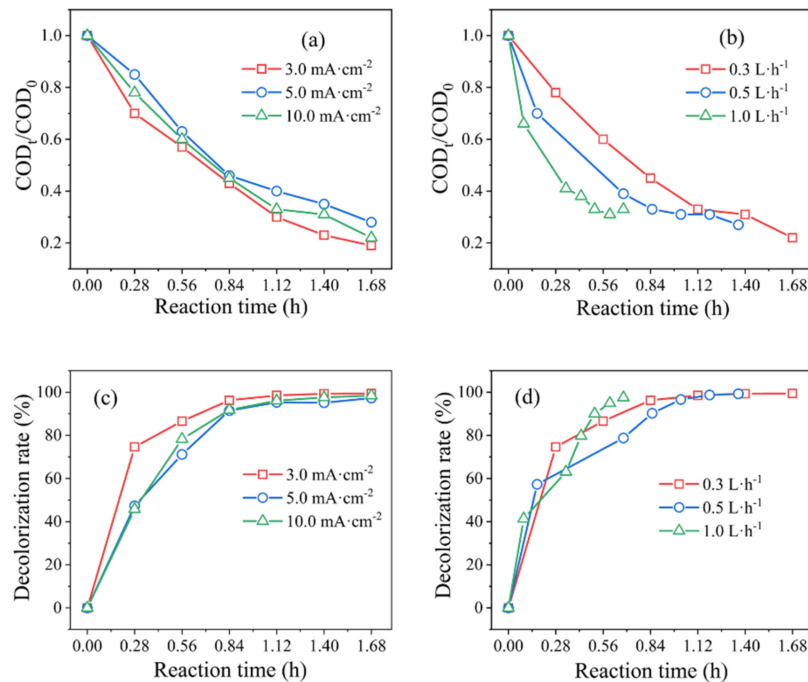 (a)
3.0 mA·cm⁻²
5.0 mA·cm⁻²
10.0 mA·cm⁻²
CODₜ/COD₀
1.0
0.8
0.6
0.4
0.2
0.00 0.28 0.56 0.84 1.12 1.40 1.68
Reaction time (h)
(b)
0.3 L·h⁻¹
0.5 L·h⁻¹
1.0 L·h⁻¹
CODₜ/COD₀
1.0
0.8
0.6
0.4
0.2
0.00 0.28 0.56 0.84 1.12 1.40 1.68
Reaction time (h)
(c)
3.0 mA·cm⁻²
5.0 mA·cm⁻²
10.0 mA·cm⁻²
Decolorization rate (%)
100
80
60
40
20
0
0.00 0.28 0.56 0.84 1.12 1.40 1.68
Reaction time (h)
(d)
0.3 L·h⁻¹
0.5 L·h⁻¹
1.0 L·h⁻¹
Decolorization rate (%)
100
80
60
40
20
0
0.00 0.28 0.56 0.84 1.12 1.40 1.68
Reaction time (h)